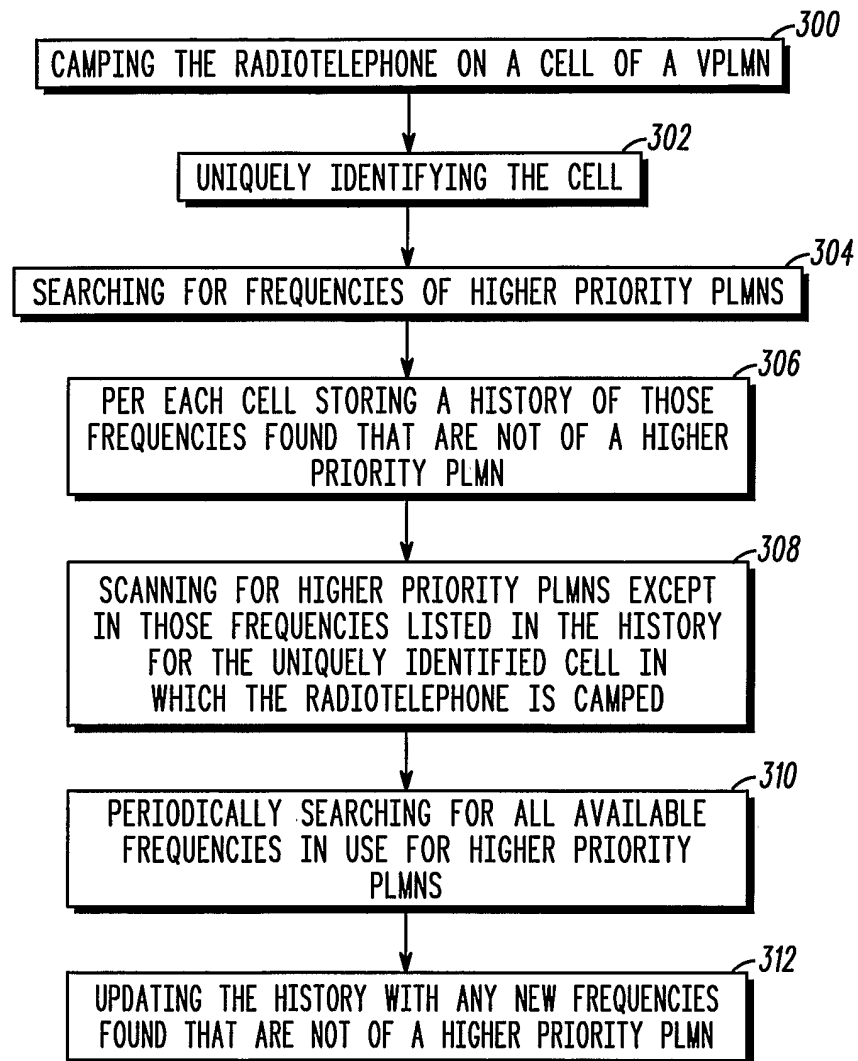 300
CAMPING THE RADIOTELEPHONE ON A CELL OF A VPLMN
302
UNIQUELY IDENTIFYING THE CELL
304
SEARCHING FOR FREQUENCIES OF HIGHER PRIORITY PLMNS
306
PER EACH CELL STORING A HISTORY OF THOSE
FREQUENCIES FOUND THAT ARE NOT OF A HIGHER
PRIORITY PLMN
308
SCANNING FOR HIGHER PRIORITY PLMNS EXCEPT
IN THOSE FREQUENCIES LISTED IN THE HISTORY
FOR THE UNIQUELY IDENTIFIED CELL IN
WHICH THE RADIOTELEPHONE IS CAMPED
310
PERIODICALLY SEARCHING FOR ALL AVAILABLE
FREQUENCIES IN USE FOR HIGHER PRIORITY
PLMNS
312
UPDATING THE HISTORY WITH ANY NEW FREQUENCIES
FOUND THAT ARE NOT OF A HIGHER PRIORITY PLMN